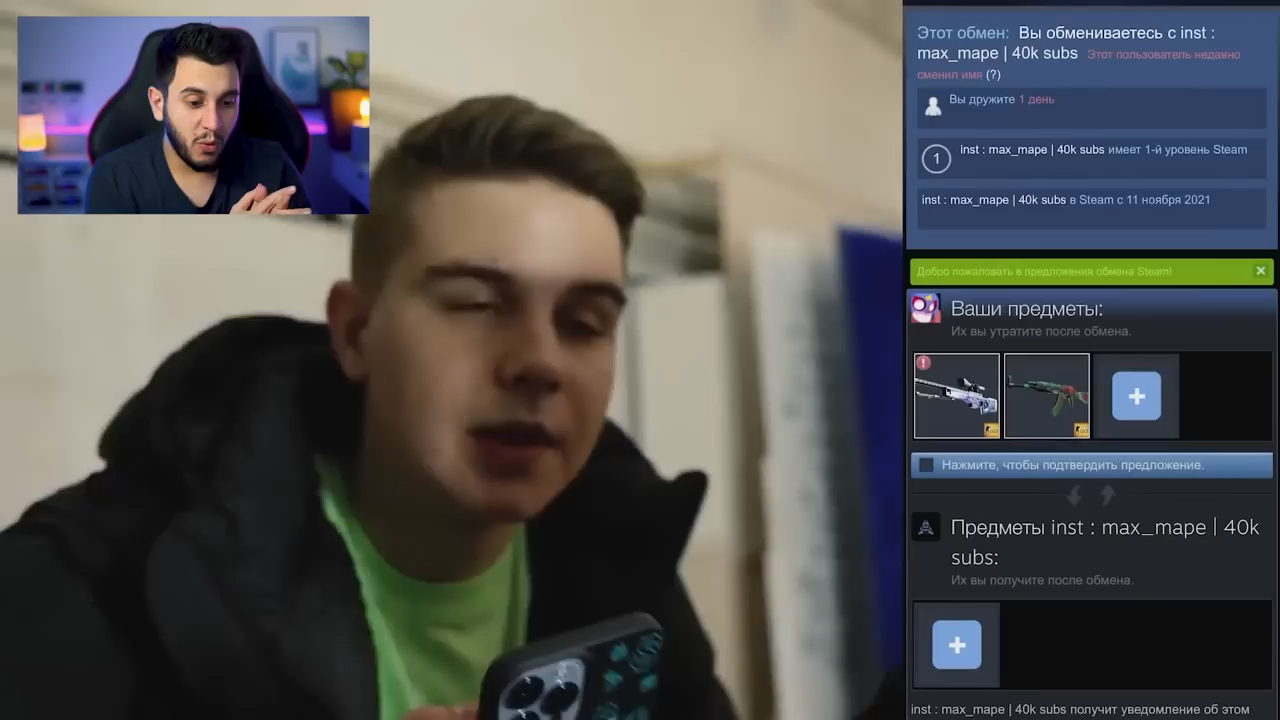 Этот обмен: Вы обмениваетесь с inst :
max_mape | 40k subs Этот пользователь недавно
сменил имя (?)
Вы дружите 1 день
1
inst : max_mape | 40k subs имеет 1-й уровень Steam
inst : max_mape | 40k subs в Steam с 11 ноября 2021
Добро пожаловать в предложения обмена Steam!
Ваши предметы:
Их вы утратите после обмена.
Нажмите, чтобы подтвердить предложение.
Предметы inst : max_mape | 40k
subs:
Их вы получите после обмена.
inst : max_mape | 40k subs получит уведомление об этом